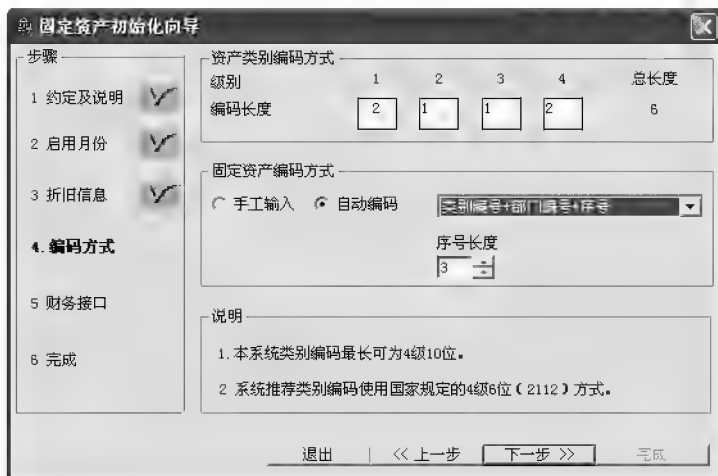 固定资产初始化向导
步骤
1 约定及说明
2 启用月份
3 折旧信息
4.编码方式
5 财务接口
6 完成
资产类别编码方式
级别 1 2 3 4 总长度
编码长度 2 1 1 2 6
固定资产编码方式
手工输入 自动编码 类别编号+部门编号+序号
序号长度
3
说明
1.本系统类别编码最长可为4级10位。
2 系统推荐类别编码使用国家规定的4级6位(2112)方式。
退出 << 上一步 下一步 >> 完成